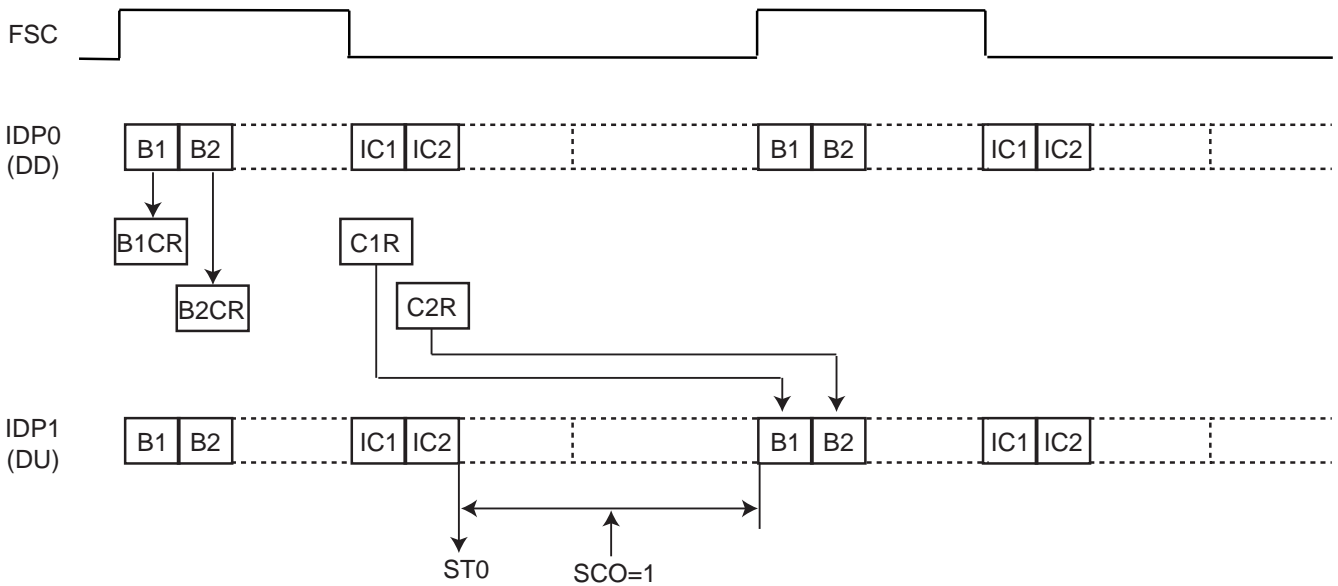 FSC
IDP0
(DD)
B1 B2 IC1 IC2 B1 B2 IC1 IC2
B1CR
C1R
B2CR
C2R
IDP1
(DU)
B1 B2 IC1 IC2 B1 B2 IC1 IC2
ST0
SCO=1